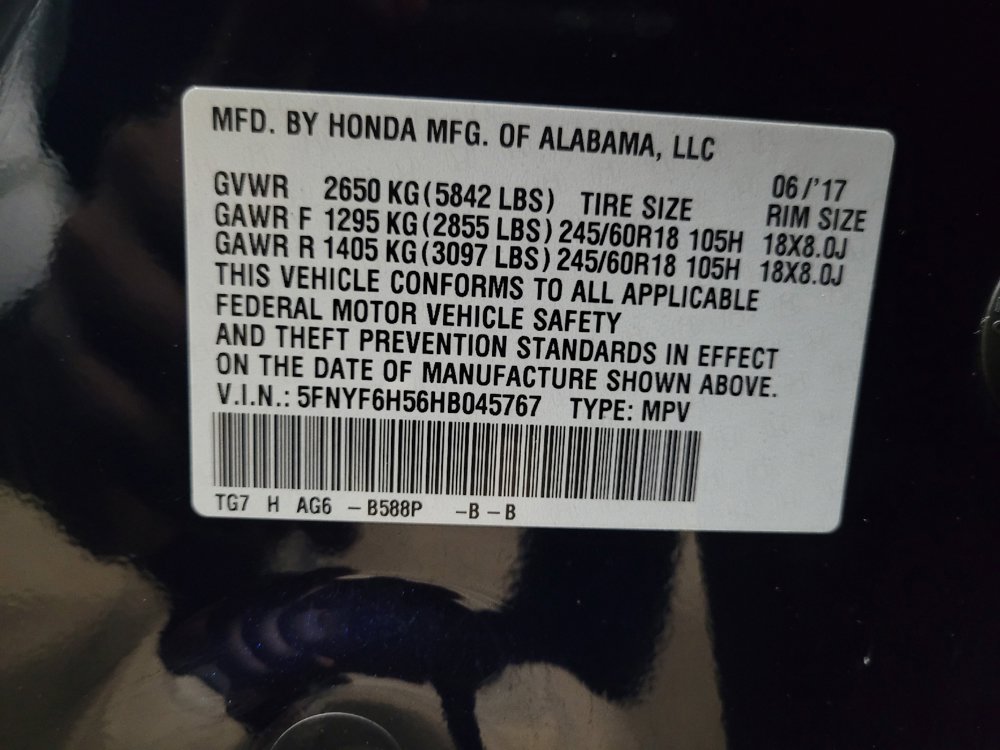 MFD. BY HONDA MFG. OF ALABAMA, LLC
06/'17
GVWR 2650 KG(5842 LBS) TIRE SIZE RIM SIZE
GAWR F 1295 KG(2855 LBS) 245/60R18 105H 18X8.0J
GAWR R 1405 KG(3097 LBS) 245/60R18 105H 18X8.0J
THIS VEHICLE CONFORMS TO ALL APPLICABLE
FEDERAL MOTOR VEHICLE SAFETY
AND THEFT PREVENTION STANDARDS IN EFFECT
ON THE DATE OF MANUFACTURE SHOWN ABOVE.
V.I.N.: 5FNYF6H56HB045767 TYPE: MPV
TG7 H AG6 -B588P -B-B